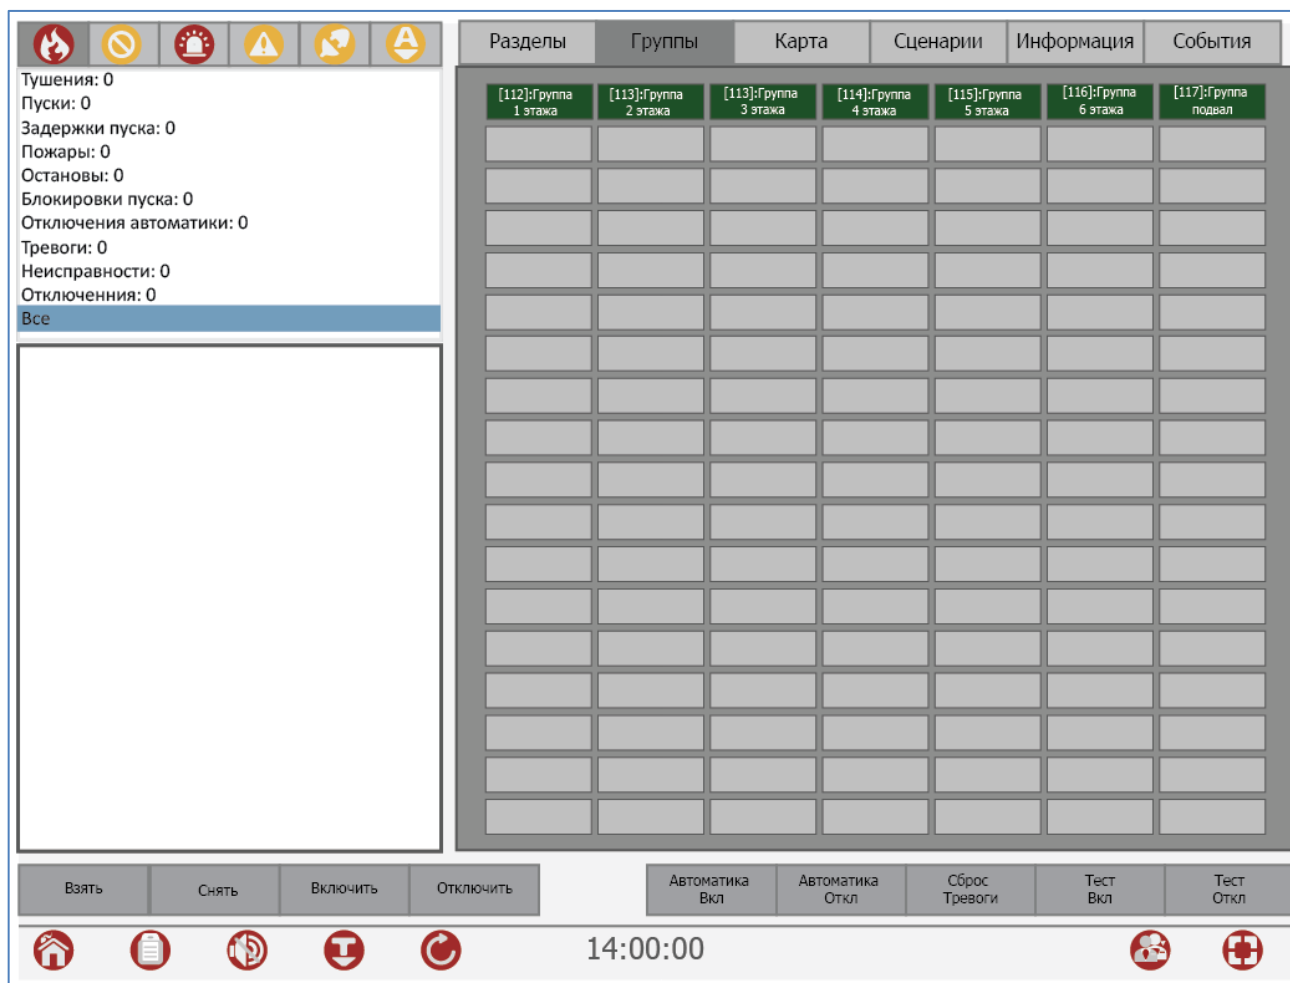 Разделы Группы Карта Сценарии Информация События
Тушения: 0
Пуски: 0
Задержки пуска: 0
Пожары: 0
Остановы: 0
Блокировки пуска: 0
Отключения автоматики: 0
Тревоги: 0
Неисправности: 0
Отключенния: 0
Все
[112]:Группа
1 этажа
[113]:Группа
2 этажа
[113]:Группа
3 этажа
[114]:Группа
4 этажа
[115]:Группа
5 этажа
[116]:Группа
6 этажа
[117]:Группа
подвал
Взять
Снять
Включить
Отключить
Автоматика
Вкл
Автоматика
Откл
Сброс
Тревоги
Тест
Вкл
Тест
Откл
14:00:00